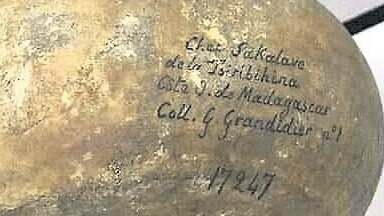 Chef Sakalave
de la Tsiribihina
Côte O. de Madagascar
Coll. G Grandidier n°1
17247